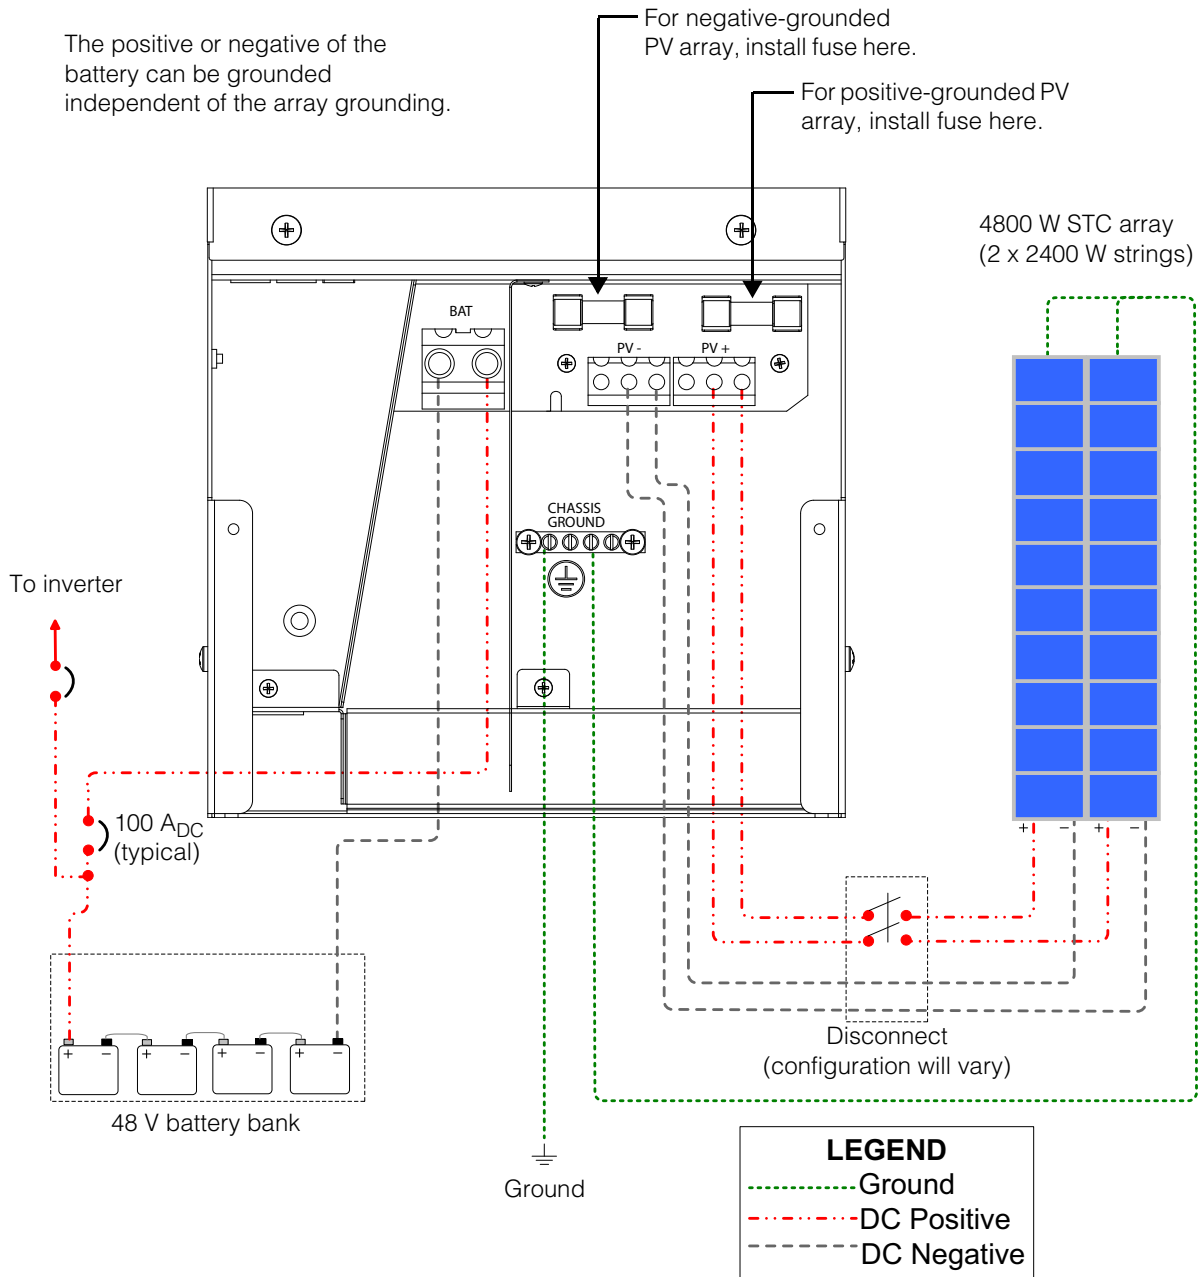 The positive or negative of the
battery can be grounded
independent of the array grounding.
For negative-grounded
PV array, install fuse here.
For positive-grounded PV
array, install fuse here.
4800 W STC array
(2 x 2400 W strings)
BAT
PV -
PV +
CHASSIS
GROUND
To inverter
100 ADC
(typical)
+ − + −
Disconnect
(configuration will vary)
+ − + − + − + −
48 V battery bank
Ground
LEGEND
Ground
DC Positive
DC Negative